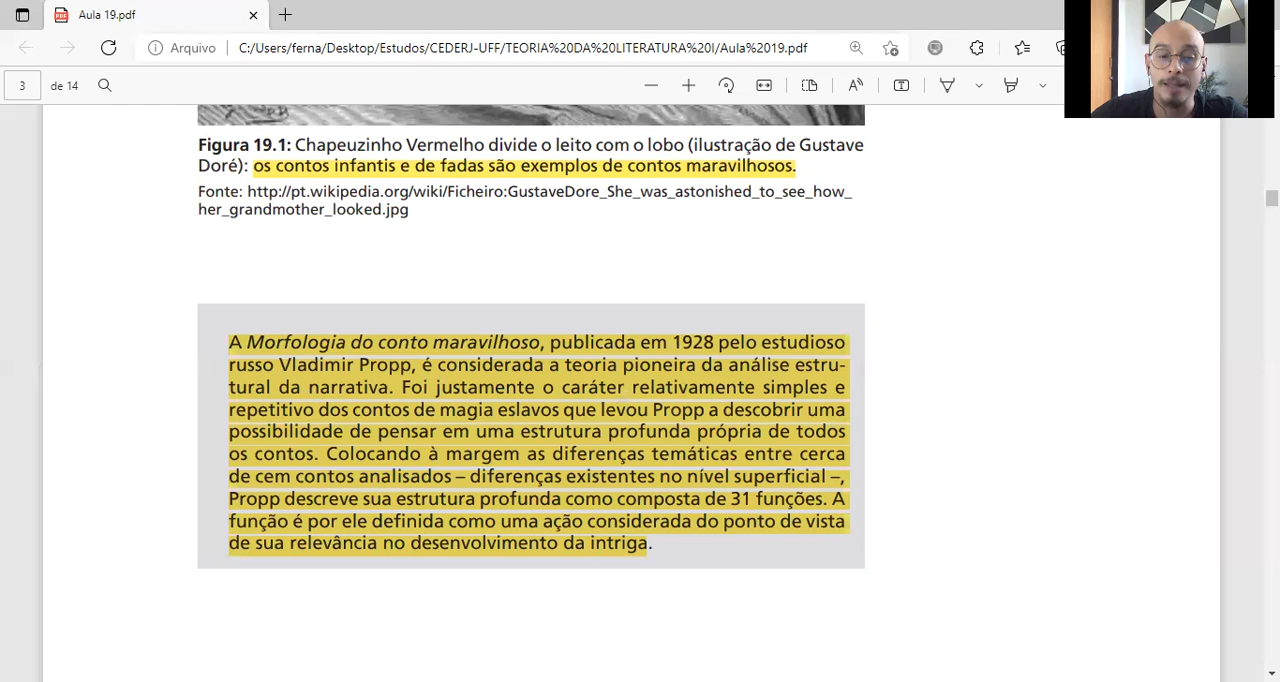 Aula 19.pdf
Arquivo
C:/Users/ferna/Desktop/Estudos/CEDERJ-UFF/TEORIA%20DA%20LITERATURA%20I/Aula%2019.pdf
3 de 14
Figura 19.1: Chapeuzinho Vermelho divide o leito com o lobo (ilustração de Gustave
Doré): os contos infantis e de fadas são exemplos de contos maravilhosos.
Fonte: http://pt.wikipedia.org/wiki/Ficheiro:GustaveDore_She_was_astonished_to_see_how_
her_grandmother_looked.jpg
A Morfologia do conto maravilhoso, publicada em 1928 pelo estudioso
russo Vladimir Propp, é considerada a teoria pioneira da análise estru-
tural da narrativa. Foi justamente o caráter relativamente simples e
repetitivo dos contos de magia eslavos que levou Propp a descobrir uma
possibilidade de pensar em uma estrutura profunda própria de todos
os contos. Colocando à margem as diferenças temáticas entre cerca
de cem contos analisados – diferenças existentes no nível superficial –,
Propp descreve sua estrutura profunda como composta de 31 funções. A
função é por ele definida como uma ação considerada do ponto de vista
de sua relevância no desenvolvimento da intriga.